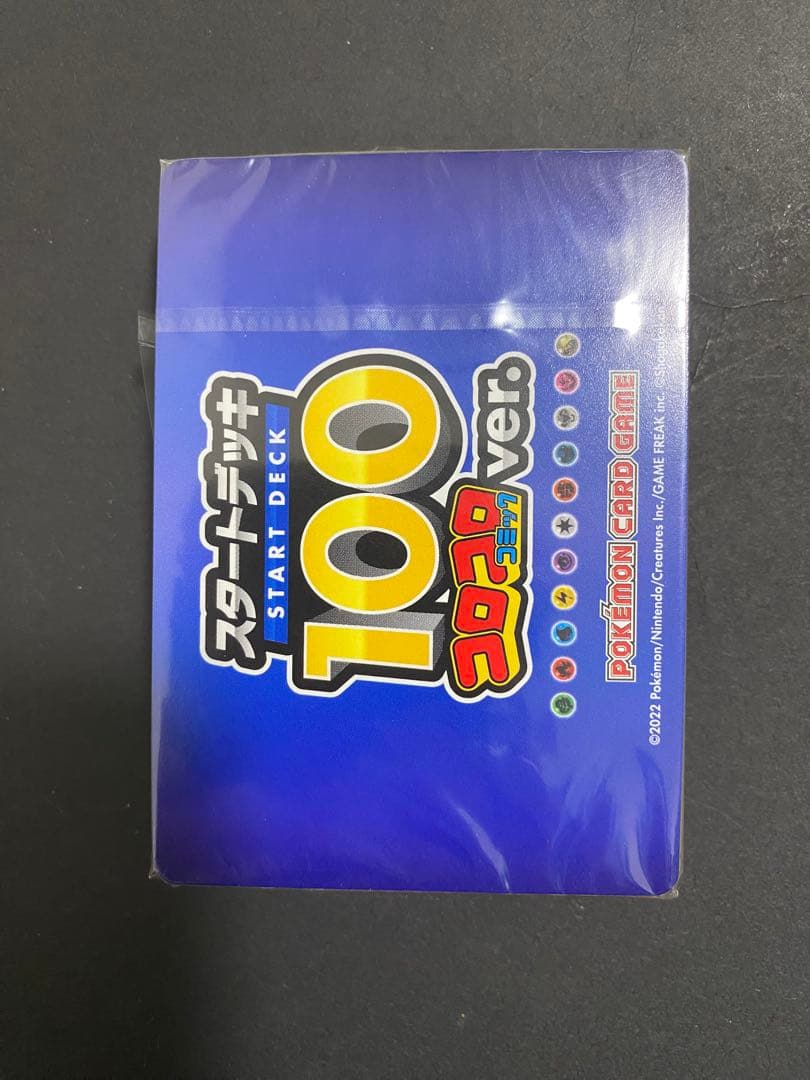 スタートデッキ
START DECK
100
コロコロ
コミック
ver.
POKÉMON CARD GAME
©2022 Pokémon/Nintendo/Creatures Inc./GAME FREAK inc.